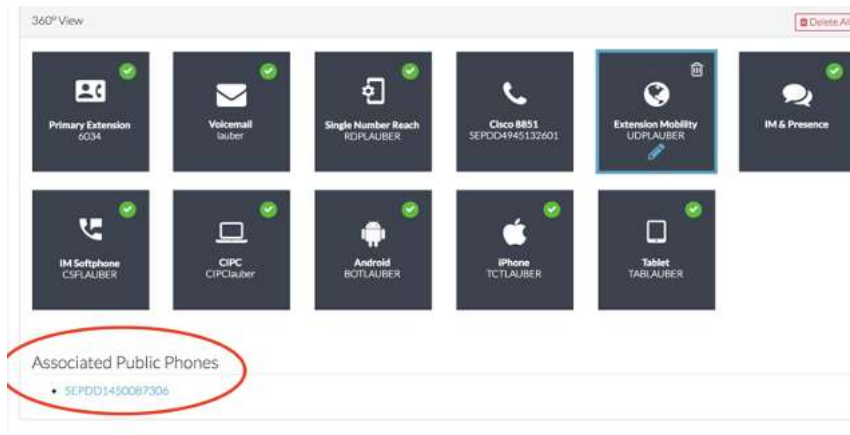 360° View
Delete All
Primary Extension
6034
Voicemail
lauber
Single Number Reach
RDPLAUBER
Cisco 8851
SEPDD4945132601
Extension Mobility
UDPLAUBER
IM & Presence
IM Softphone
CSFLAUBER
CIPC
CIPClauber
Android
BOTLAUBER
iPhone
TCTLAUBER
Tablet
TABLAUBER
Associated Public Phones
• SEPDD1450087306